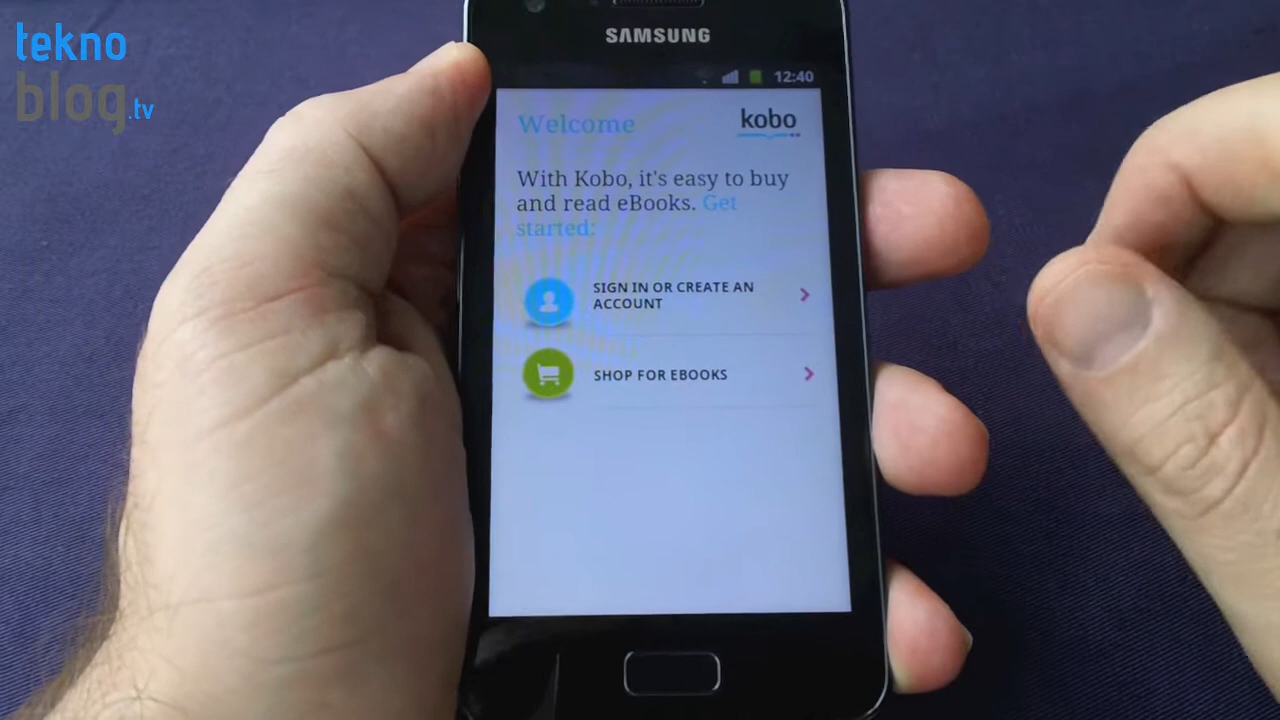 tekno
blog.tv
SAMSUNG
12:40
Welcome
kobo
With Kobo, it's easy to buy
and read eBooks. Get
started:
SIGN IN OR CREATE AN
ACCOUNT
SHOP FOR EBOOKS